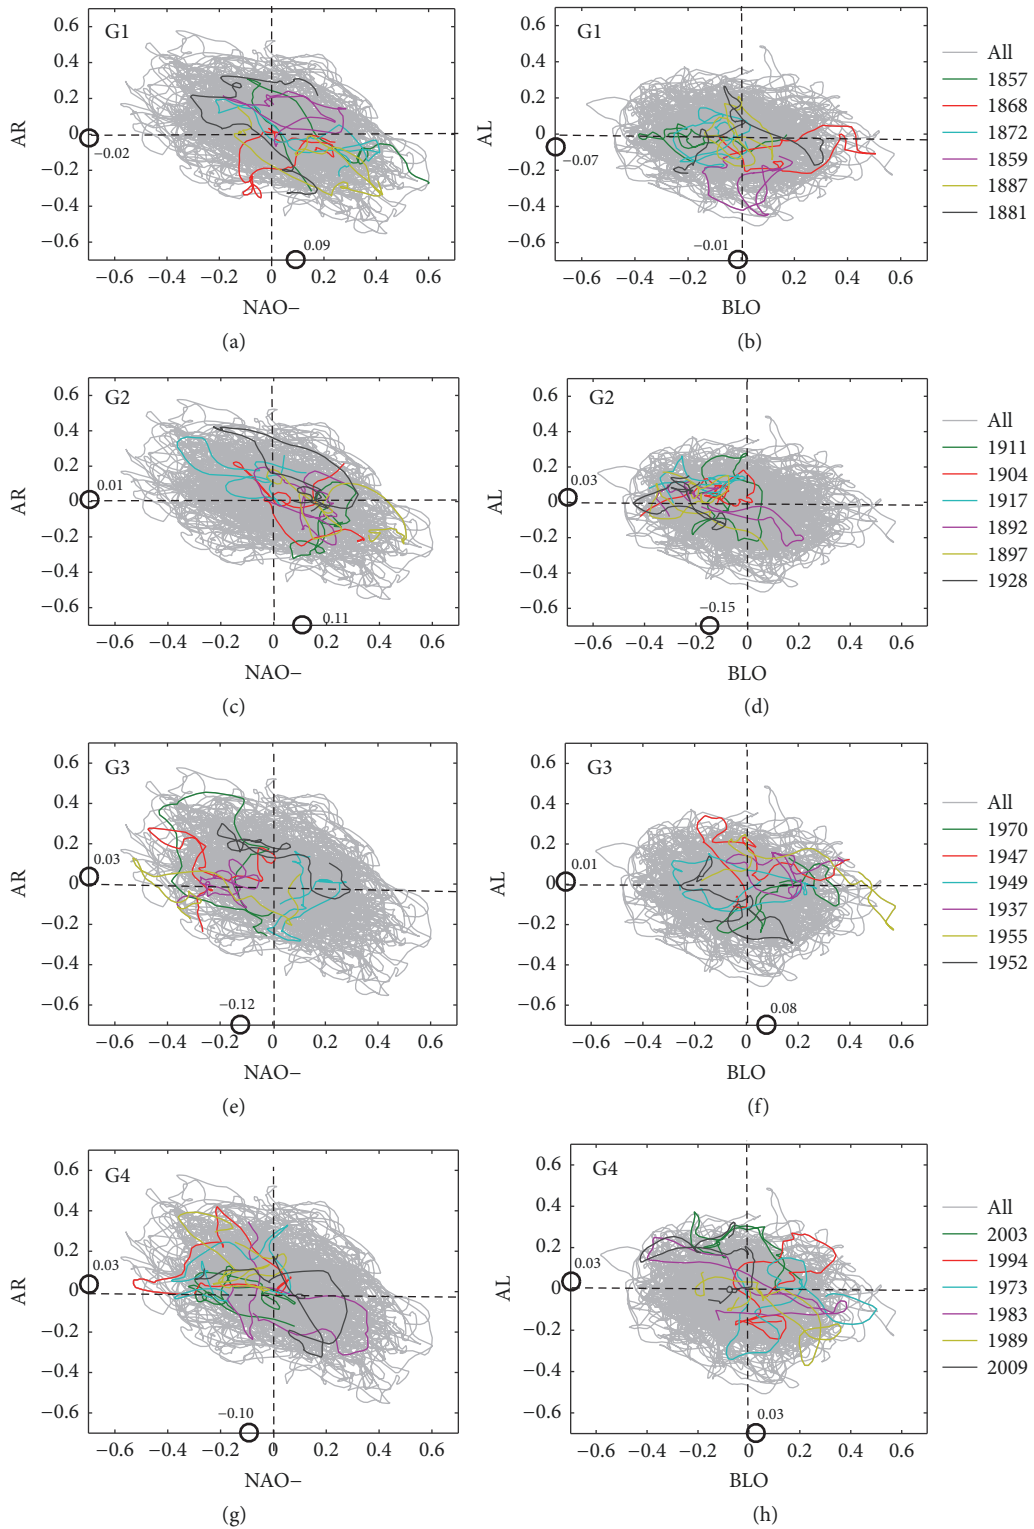 G1
AR
0.6
0.4
0.2
0
−0.2
−0.4
−0.6
−0.02
0.09
−0.6 −0.4 −0.2 0 0.2 0.4 0.6
NAO−
(a)
G1
AL
0.6
0.4
0.2
0
−0.2
−0.4
−0.6
−0.07
−0.01
−0.6 −0.4 −0.2 0 0.2 0.4 0.6
BLO
(b)
All
1857
1868
1872
1859
1887
1881
G2
AR
0.6
0.4
0.2
0
−0.2
−0.4
−0.6
0.01
0.11
−0.6 −0.4 −0.2 0 0.2 0.4 0.6
NAO−
(c)
G2
AL
0.6
0.4
0.2
0
−0.2
−0.4
−0.6
0.03
−0.15
−0.6 −0.4 −0.2 0 0.2 0.4 0.6
BLO
(d)
All
1911
1904
1917
1892
1897
1928
G3
AR
0.6
0.4
0.2
0
−0.2
−0.4
−0.6
0.03
−0.12
−0.6 −0.4 −0.2 0 0.2 0.4 0.6
NAO−
(e)
G3
AL
0.6
0.4
0.2
0
−0.2
−0.4
−0.6
0.01
0.08
−0.6 −0.4 −0.2 0 0.2 0.4 0.6
BLO
(f)
All
1970
1947
1949
1937
1955
1952
G4
AR
0.6
0.4
0.2
0
−0.2
−0.4
−0.6
0.03
−0.10
−0.6 −0.4 −0.2 0 0.2 0.4 0.6
NAO−
(g)
G4
AL
0.6
0.4
0.2
0
−0.2
−0.4
−0.6
0.03
0.03
−0.6 −0.4 −0.2 0 0.2 0.4 0.6
BLO
(h)
All
2003
1994
1973
1983
1989
2009